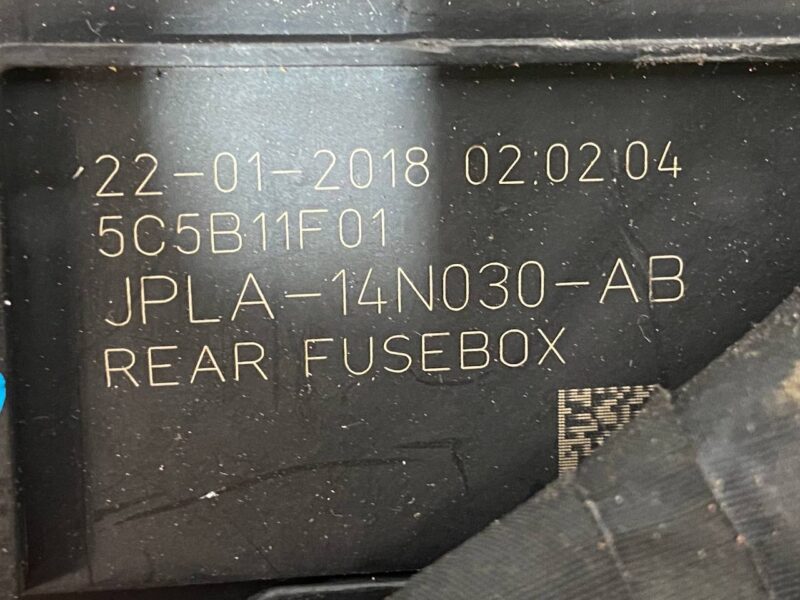 22-01-2018 02:02:04
5C5B11F01
JPLA-14N030-AB
REAR FUSEBOX